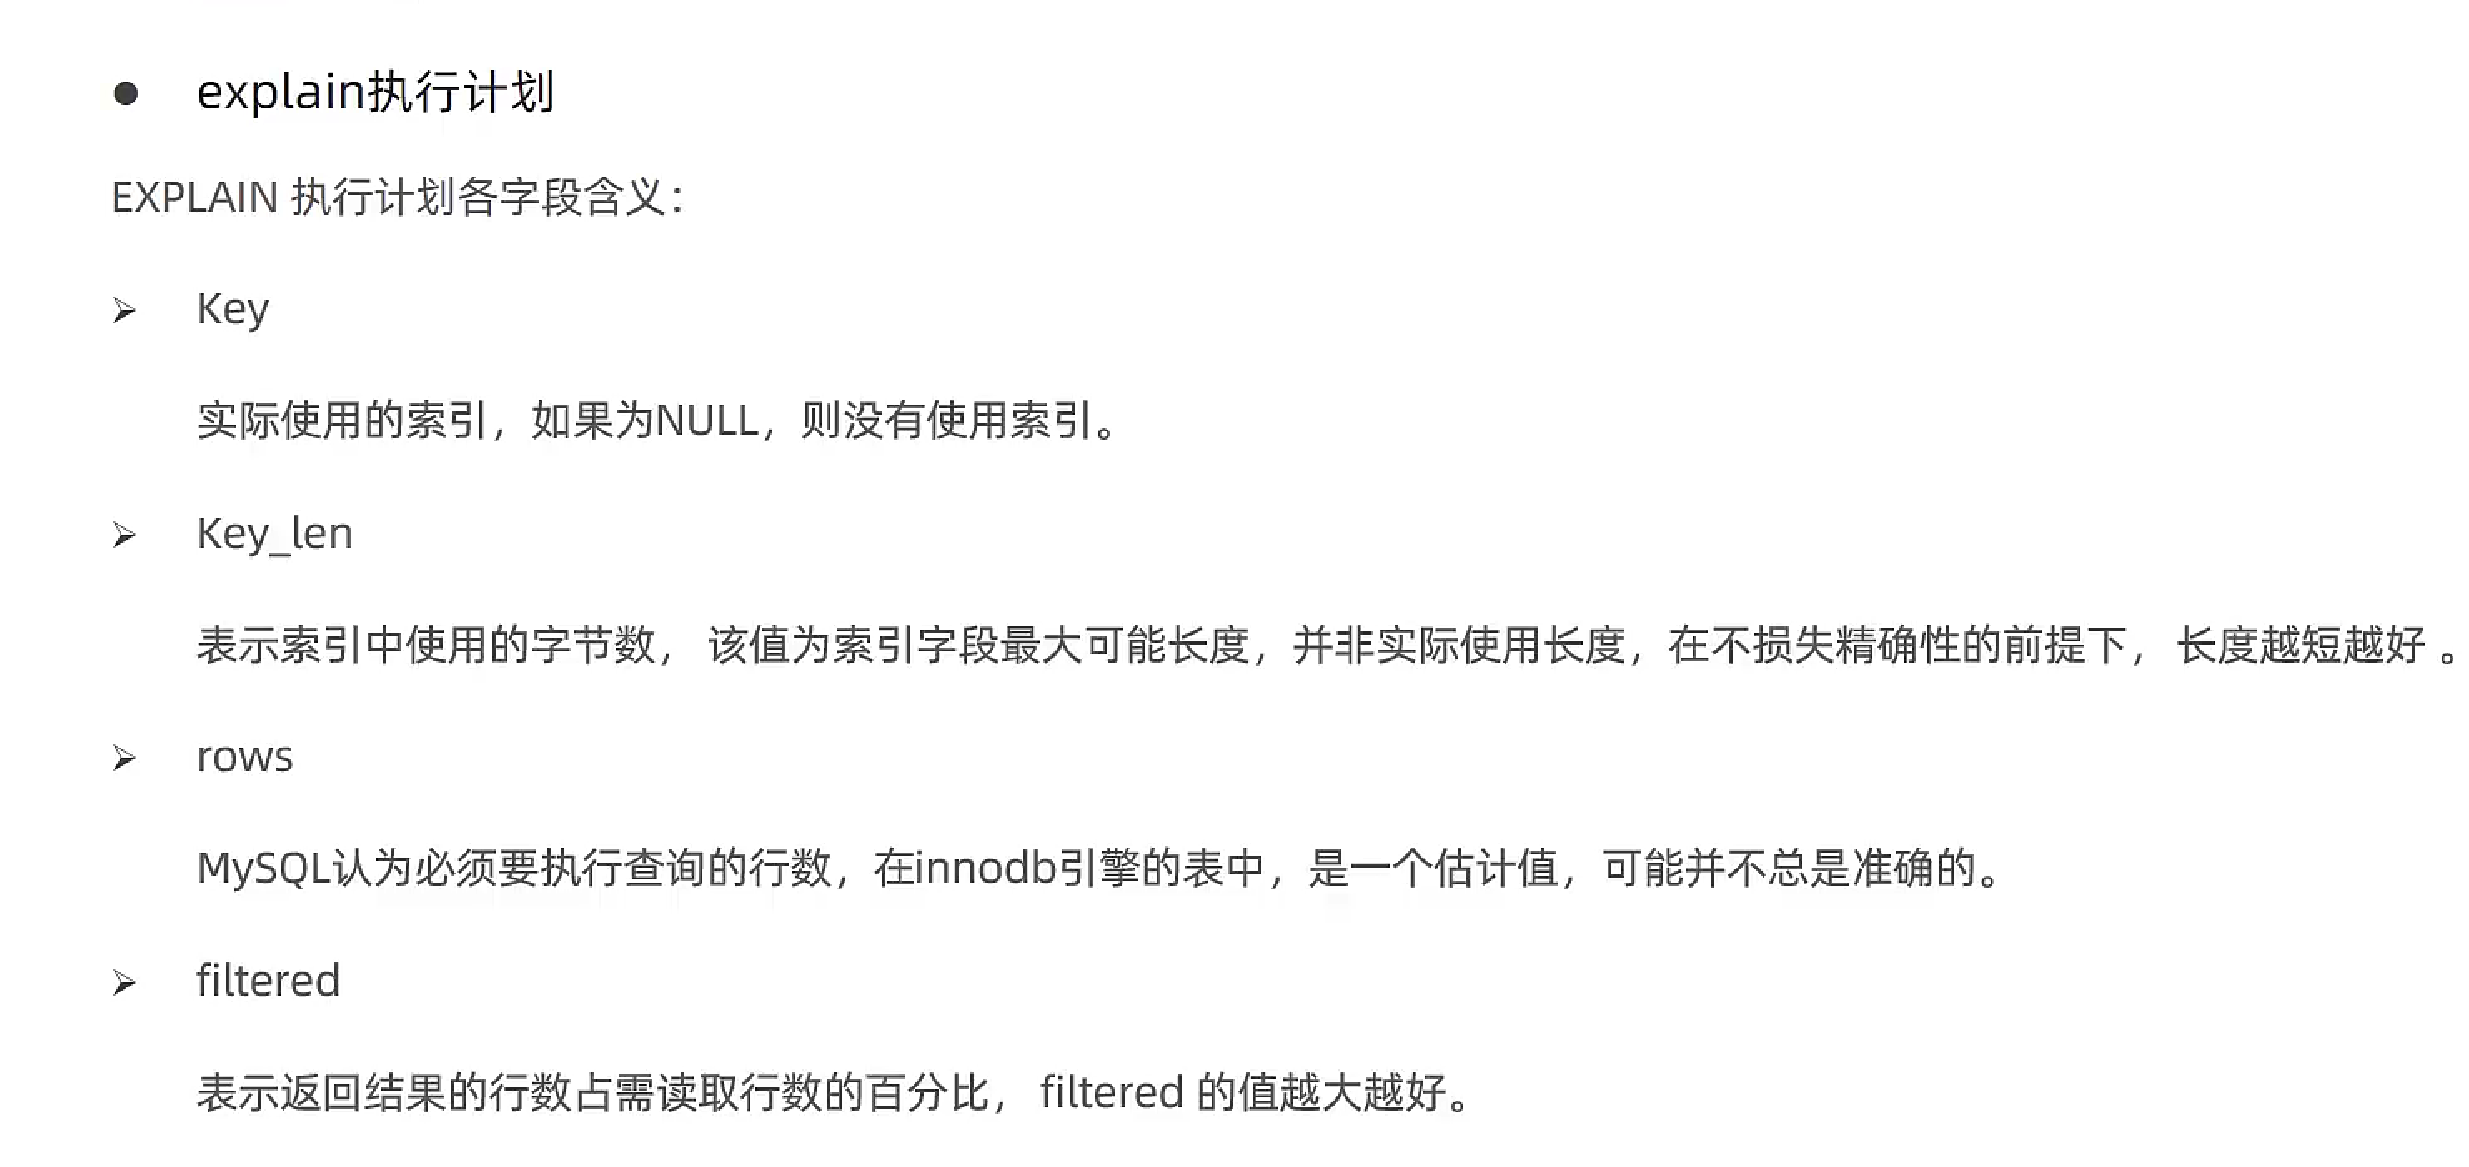 ● explain执行计划
EXPLAIN 执行计划各字段含义：
➢ Key
实际使用的索引，如果为NULL，则没有使用索引。
➢ Key_len
表示索引中使用的字节数， 该值为索引字段最大可能长度，并非实际使用长度，在不损失精确性的前提下， 长度越短越好 。
➢ rows
MySQL认为必须要执行查询的行数，在innodb引擎的表中，是一个估计值，可能并不总是准确的。
➢ filtered
表示返回结果的行数占需读取行数的百分比， filtered 的值越大越好。